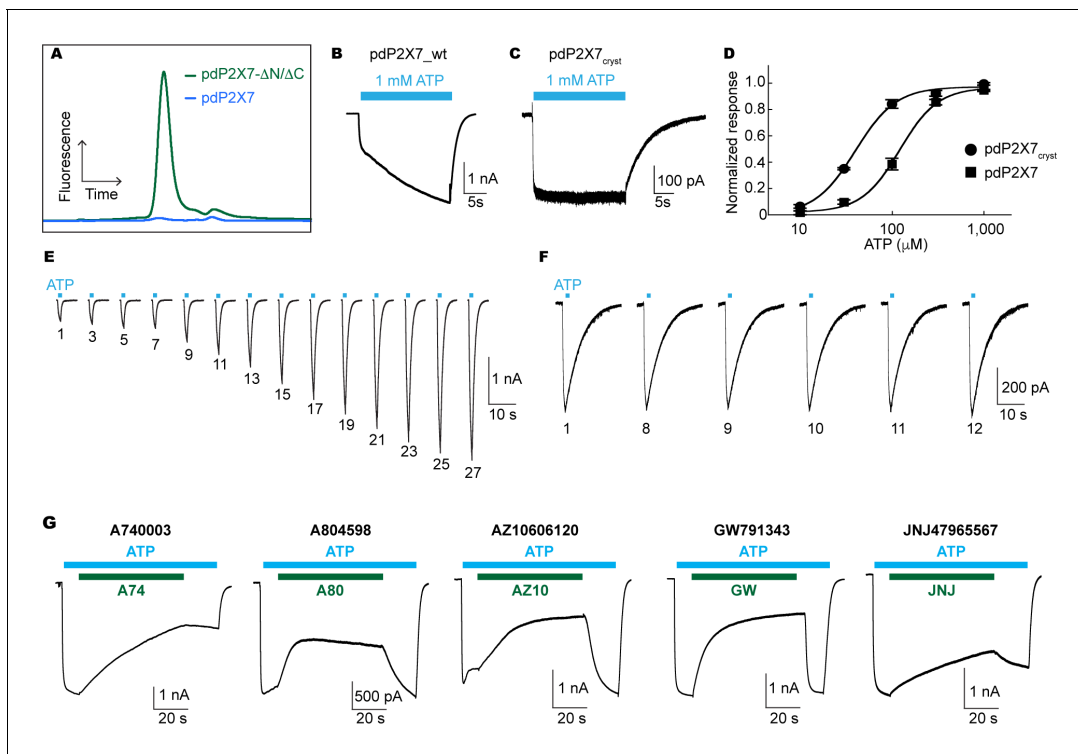 A
pdP2X7-ΔN/ΔC
pdP2X7
Fluorescence
Time
B
pdP2X7_wt
1 mM ATP
1 nA
5s
C
pdP2X7cryst
1 mM ATP
100 pA
5s
D
Normalized response
1.0
0.8
0.6
0.4
0.2
0
10
100
1,000
ATP (μM)
pdP2X7cryst
pdP2X7
E
ATP
1
3
5
7
9
11
13
15
17
19
21
23
25
27
1 nA
10 s
F
ATP
1
8
9
10
11
12
200 pA
10 s
G
A740003
ATP
A74
1 nA
20 s
A804598
ATP
A80
500 pA
20 s
AZ10606120
ATP
AZ10
1 nA
20 s
GW791343
ATP
GW
1 nA
20 s
JNJ47965567
ATP
JNJ
1 nA
20 s